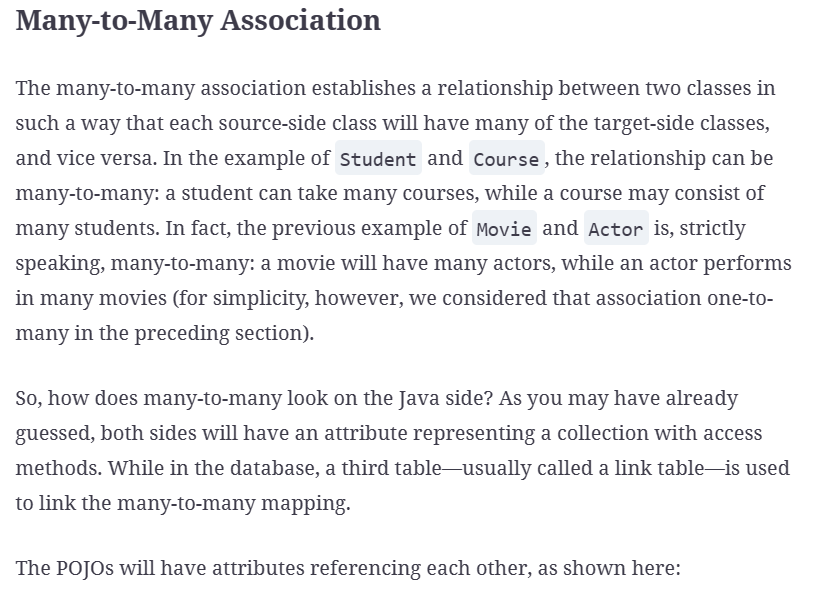 Many-to-Many Association
The many-to-many association establishes a relationship between two classes in
such a way that each source-side class will have many of the target-side classes,
and vice versa. In the example of Student and Course, the relationship can be
many-to-many: a student can take many courses, while a course may consist of
many students. In fact, the previous example of Movie and Actor is, strictly
speaking, many-to-many: a movie will have many actors, while an actor performs
in many movies (for simplicity, however, we considered that association one-to-
many in the preceding section).
So, how does many-to-many look on the Java side? As you may have already
guessed, both sides will have an attribute representing a collection with access
methods. While in the database, a third table—usually called a link table—is used
to link the many-to-many mapping.
The POJOs will have attributes referencing each other, as shown here: